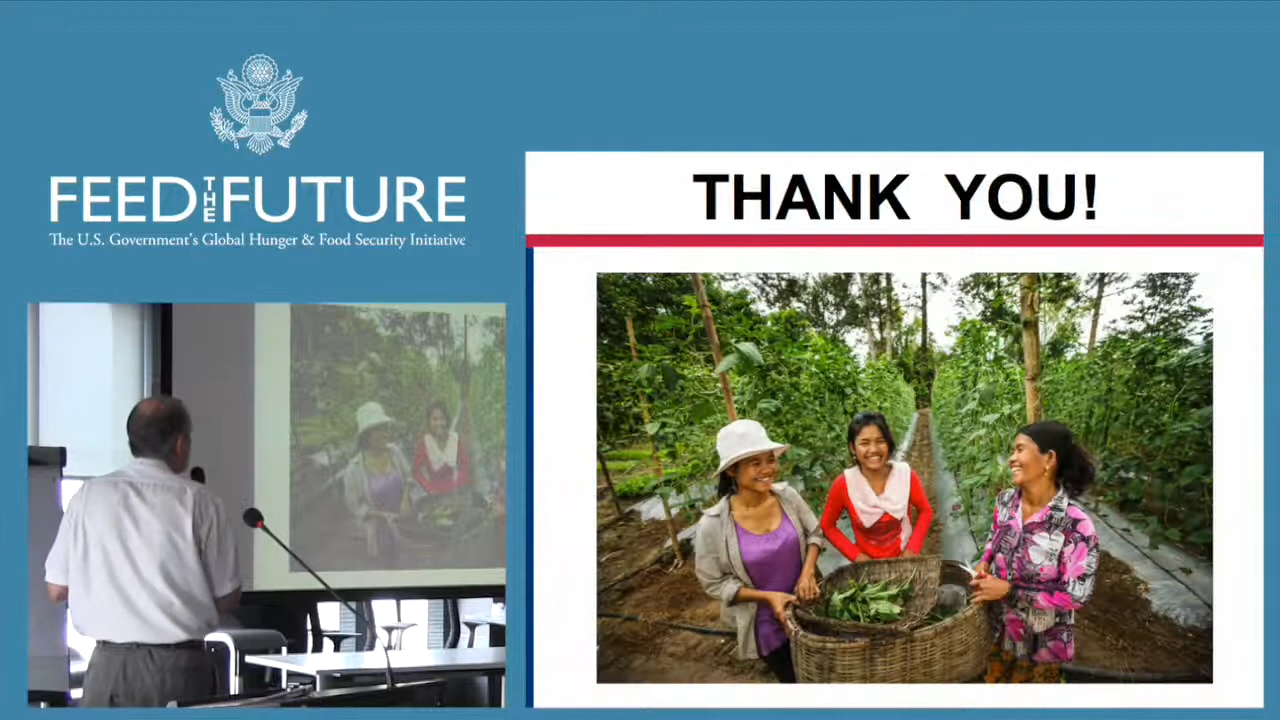 FEED THE FUTURE
The U.S. Government's Global Hunger & Food Security Initiative
THANK YOU!